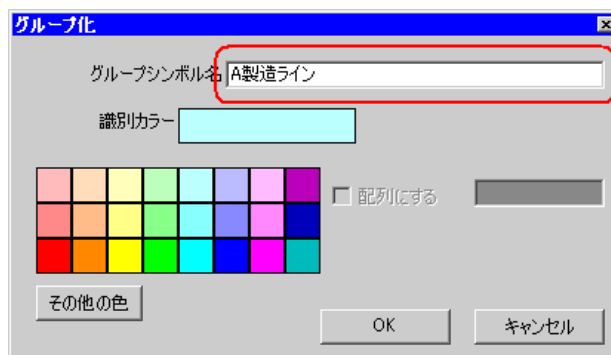 グループ化
グループシンボル名 A製造ライン
識別カラー
配列にする
その他の色
OK キャンセル